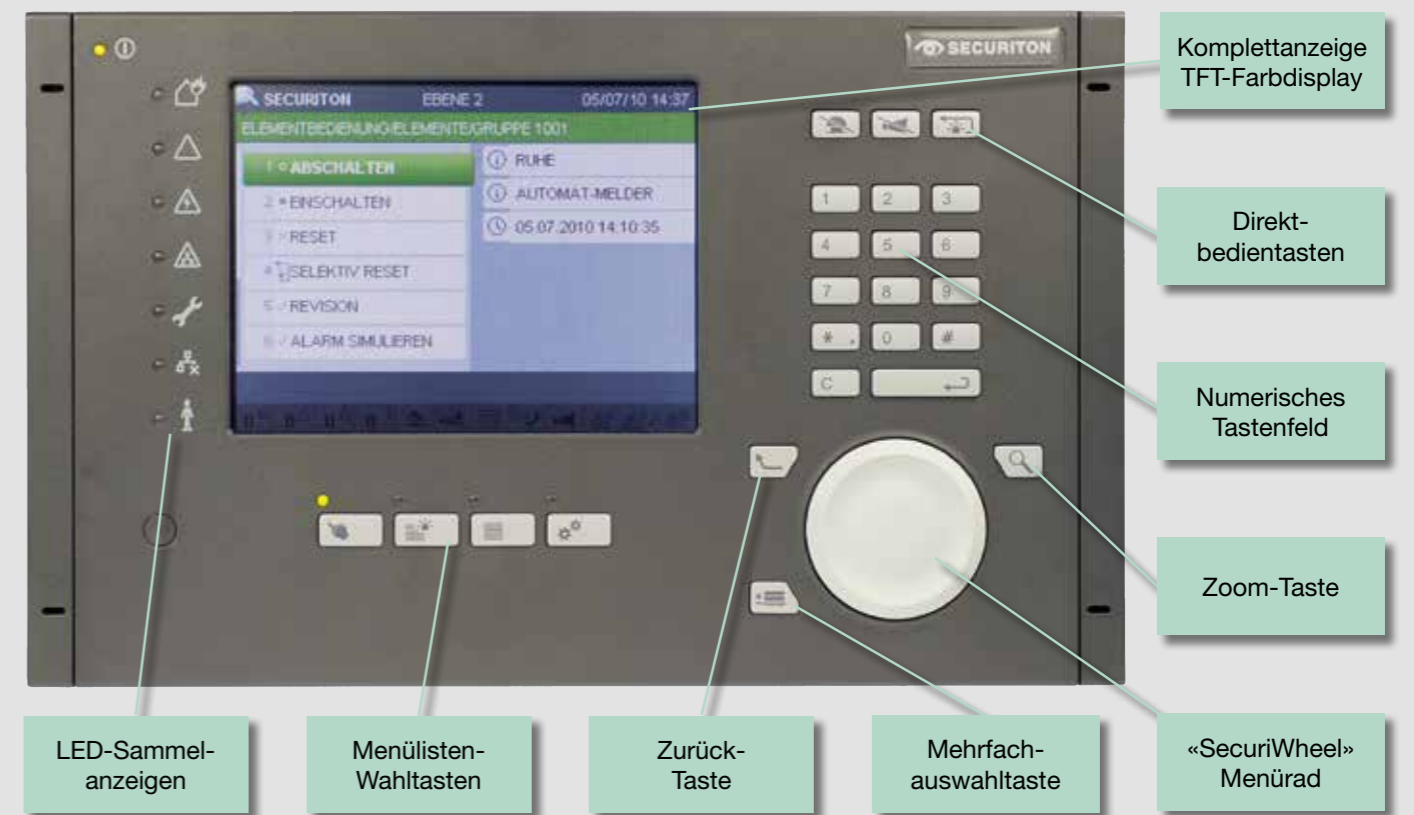 SECURITON
Komplettanzeige
TFT-Farbdisplay
SECURITON EBENE 2 05/07/10 14:37
ELEMENTBEDIENUNG/ELEMENTE/GRUPPE 1001
1 ABSCHALTEN
2 EINSCHALTEN
3 RESET
4 SELEKTIV RESET
5 REVISION
6 ALARM SIMULIEREN
RUHE
AUTOMAT-MELDER
05.07.2010 14:10:35
1 2 3
4 5 6
7 8 9
* , 0 #
C
Direkt-
bedientasten
Numerisches
Tastenfeld
Zoom-Taste
LED-Sammel-
anzeigen
Menülisten-
Wahltasten
Zurück-
Taste
Mehrfach-
auswahltaste
«SecuriWheel»
Menürad